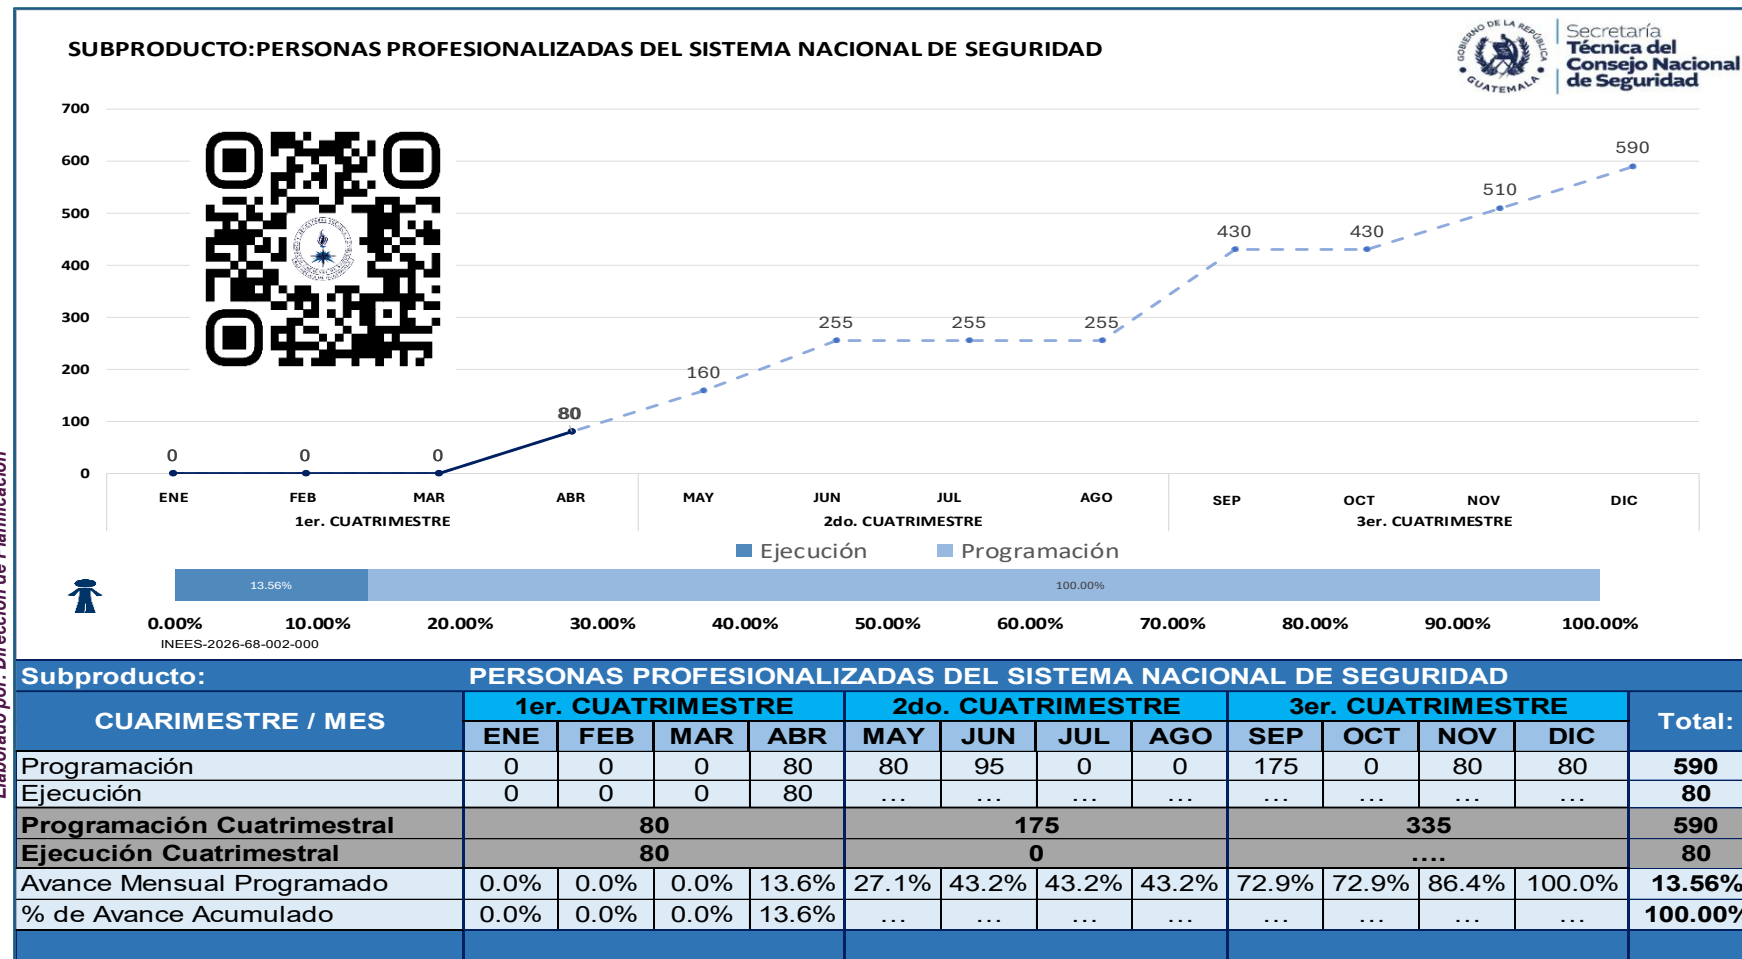 SUBPRODUCTO:PERSONAS PROFESIONALIZADAS DEL SISTEMA NACIONAL DE SEGURIDAD
GOBIERNO DE LA REPÚBLICA
GUATEMALA
Secretaría
Técnica del
Consejo Nacional
de Seguridad
700
600
500
400
300
200
100
0
0 0 0 80 160 255 255 255 430 430 510 590
ENE FEB MAR ABR MAY JUN JUL AGO SEP OCT NOV DIC
1er. CUATRIMESTRE 2do. CUATRIMESTRE 3er. CUATRIMESTRE
Ejecución Programación
13.56% 100.00%
0.00% 10.00% 20.00% 30.00% 40.00% 50.00% 60.00% 70.00% 80.00% 90.00% 100.00%
INEES-2026-68-002-000
Elaborado por: Dirección de Planificación
Subproducto: PERSONAS PROFESIONALIZADAS DEL SISTEMA NACIONAL DE SEGURIDAD
CUARIMESTRE / MES 1er. CUATRIMESTRE 2do. CUATRIMESTRE 3er. CUATRIMESTRE Total:
ENE FEB MAR ABR MAY JUN JUL AGO SEP OCT NOV DIC
Programación 0 0 0 80 80 95 0 0 175 0 80 80 590
Ejecución 0 0 0 80 ... ... ... ... ... ... ... ... 80
Programación Cuatrimestral 80 175 335 590
Ejecución Cuatrimestral 80 0 .... 80
Avance Mensual Programado 0.0% 0.0% 0.0% 13.6% 27.1% 43.2% 43.2% 43.2% 72.9% 72.9% 86.4% 100.0% 13.56%
% de Avance Acumulado 0.0% 0.0% 0.0% 13.6% ... ... ... ... ... ... ... ... 100.00%